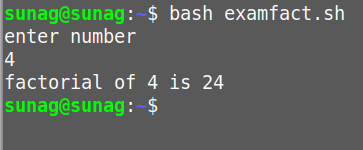 sunag@sunag:~$ bash examfact.sh
enter number
4
factorial of 4 is 24
sunag@sunag:~$